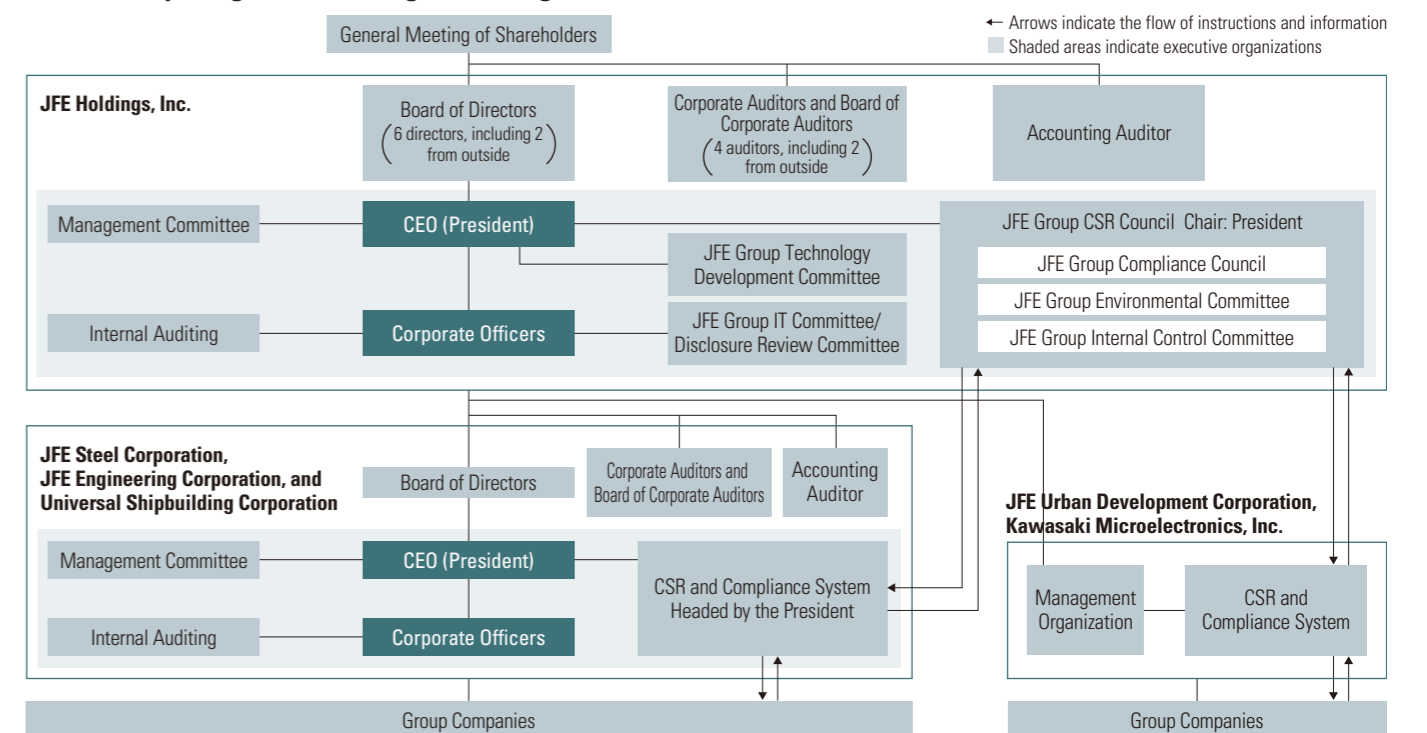 General Meeting of Shareholders
← Arrows indicate the flow of instructions and information
Shaded areas indicate executive organizations
JFE Holdings, Inc.
Board of Directors
(6 directors, including 2
from outside)
Corporate Auditors and Board of
Corporate Auditors
(4 auditors, including 2
from outside)
Accounting Auditor
Management Committee
CEO (President)
JFE Group CSR Council Chair: President
JFE Group Technology
Development Committee
JFE Group Compliance Council
JFE Group Environmental Committee
JFE Group Internal Control Committee
Internal Auditing
Corporate Officers
JFE Group IT Committee/
Disclosure Review Committee
JFE Steel Corporation,
JFE Engineering Corporation, and
Universal Shipbuilding Corporation
Board of Directors
Corporate Auditors and
Board of Corporate Auditors
Accounting
Auditor
Management Committee
CEO (President)
CSR and Compliance System
Headed by the President
Internal Auditing
Corporate Officers
JFE Urban Development Corporation,
Kawasaki Microelectronics, Inc.
Management
Organization
CSR and
Compliance System
Group Companies
Group Companies